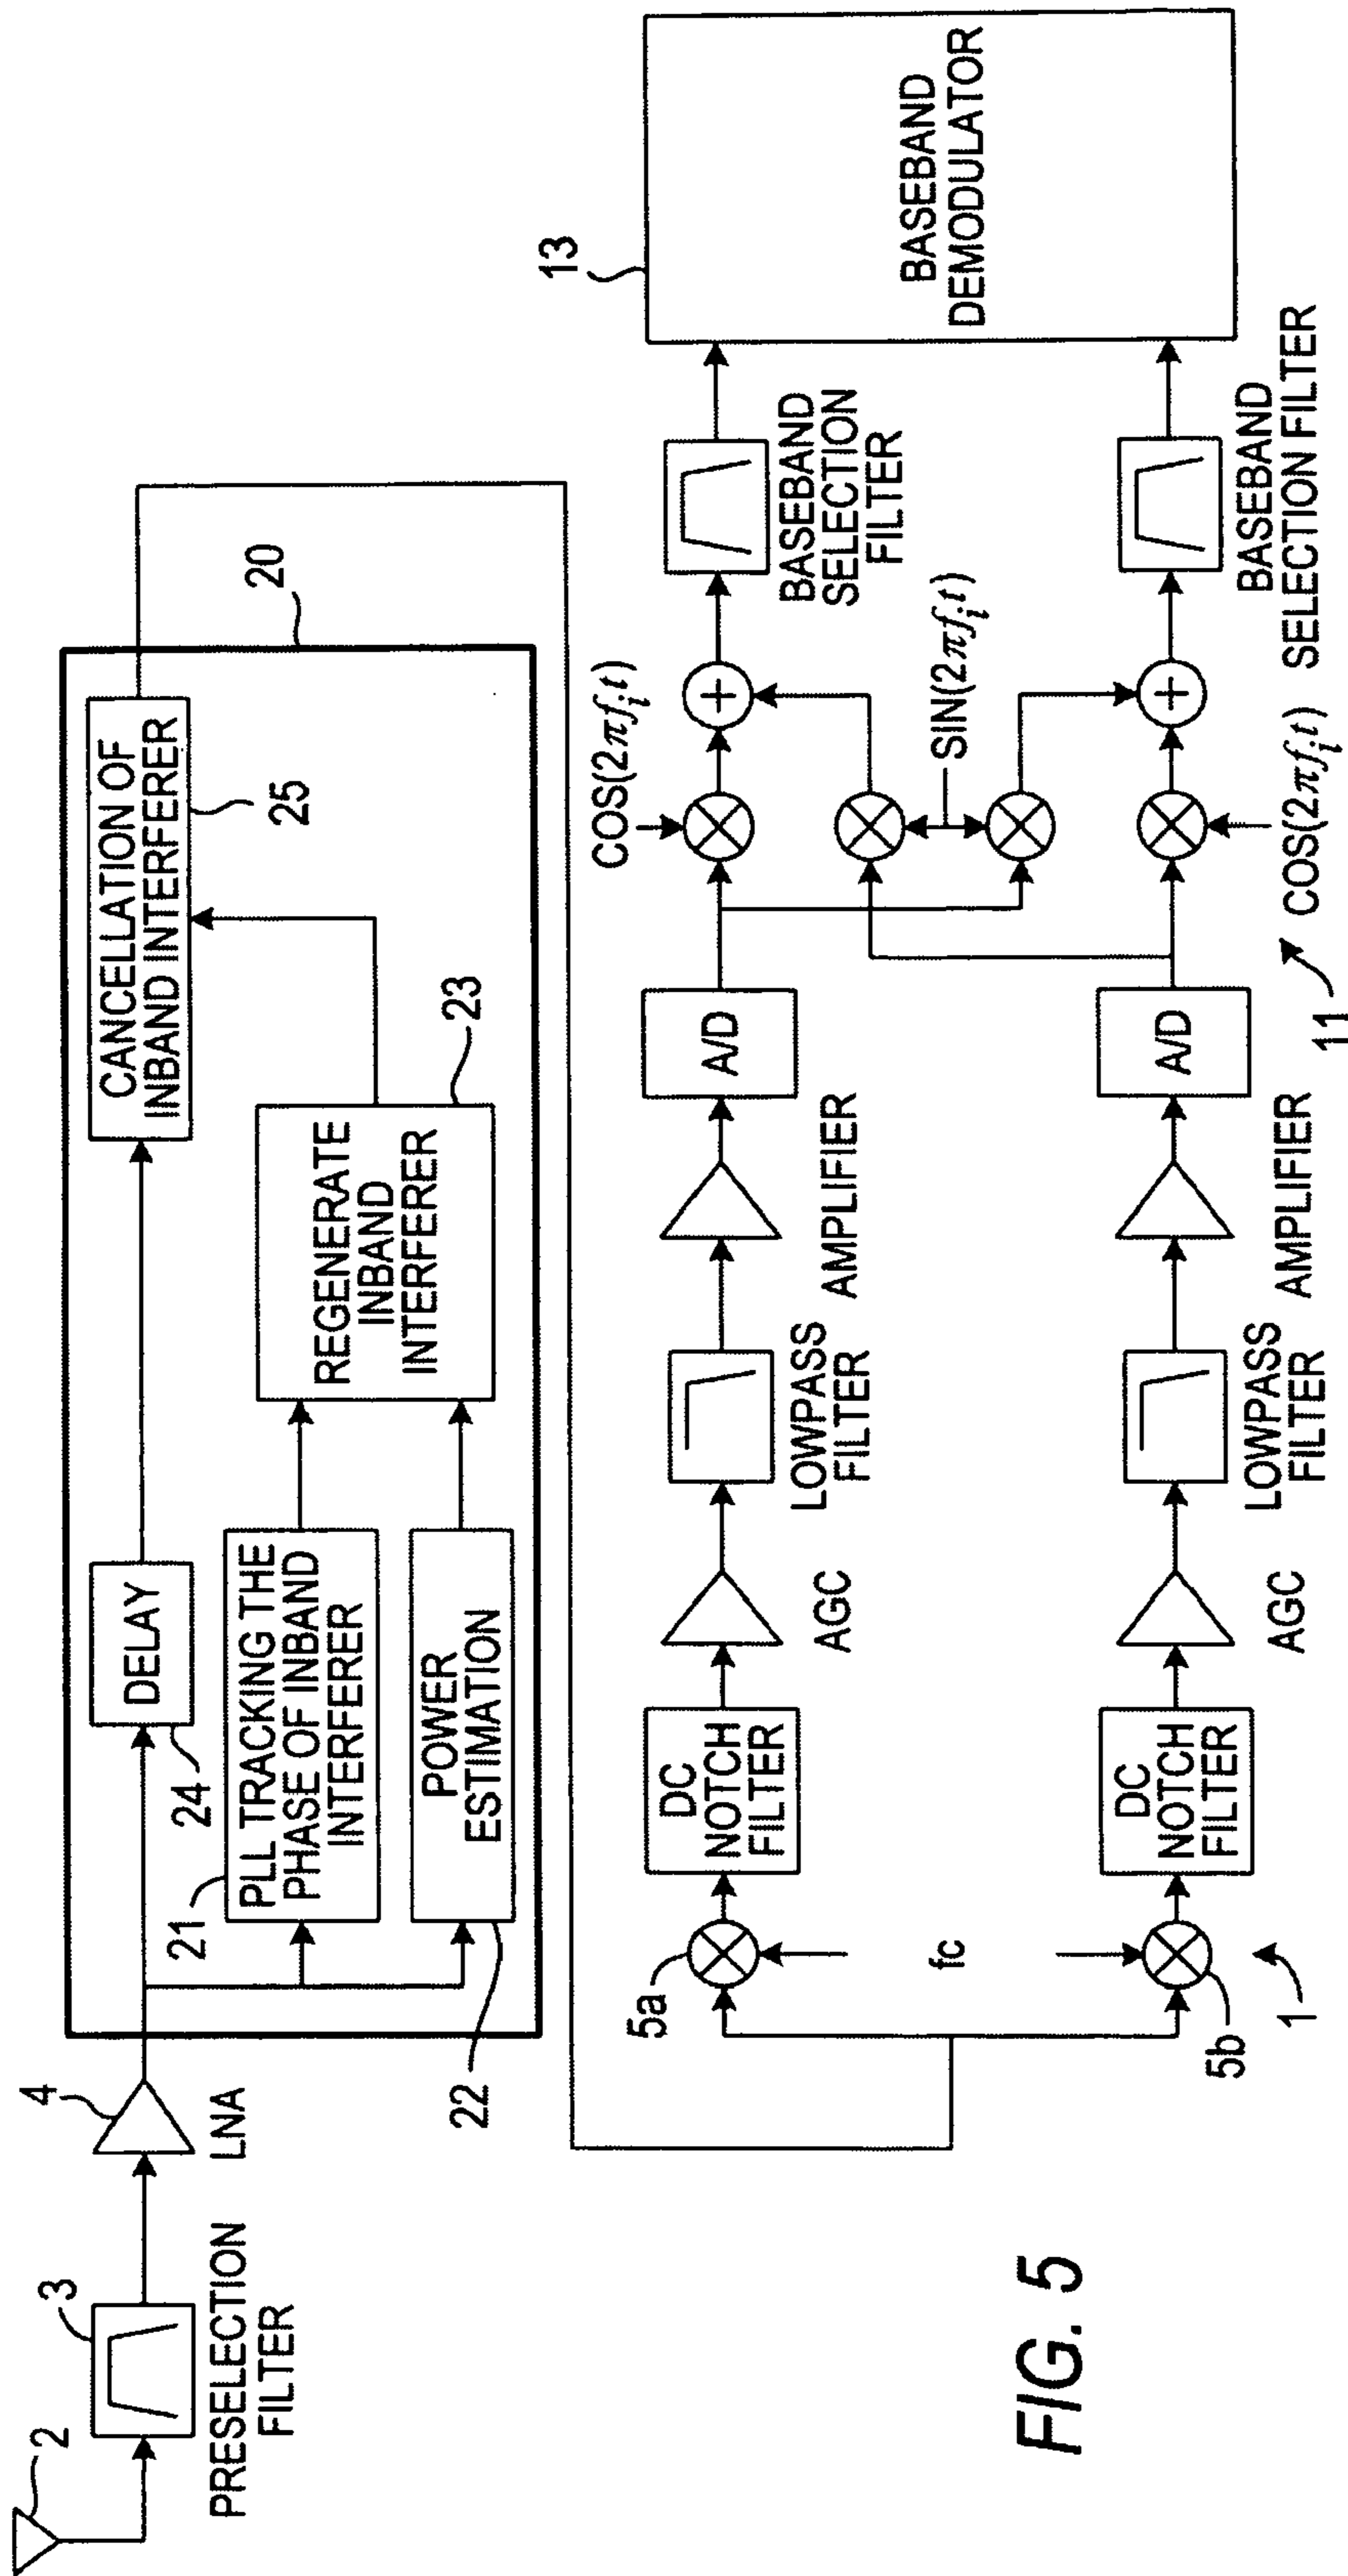 2
3
PRESELECTION
FILTER
4
LNA
20
24
DELAY
21
PLL TRACKING THE
PHASE OF INBAND
INTERFERER
22
POWER
ESTIMATION
REGENERATE
INBAND
INTERFERER
23
CANCELLATION OF
INBAND INTERFERER
25
5a
fc
5b
1
DC
NOTCH
FILTER
AGC
LOWPASS
FILTER
AMPLIFIER
A/D
COS(2πfit)
SIN(2πfit)
BASEBAND
SELECTION
FILTER
13
BASEBAND
DEMODULATOR
DC
NOTCH
FILTER
AGC
LOWPASS
FILTER
AMPLIFIER
A/D
11
COS(2πfit)
BASEBAND
SELECTION FILTER
FIG. 5